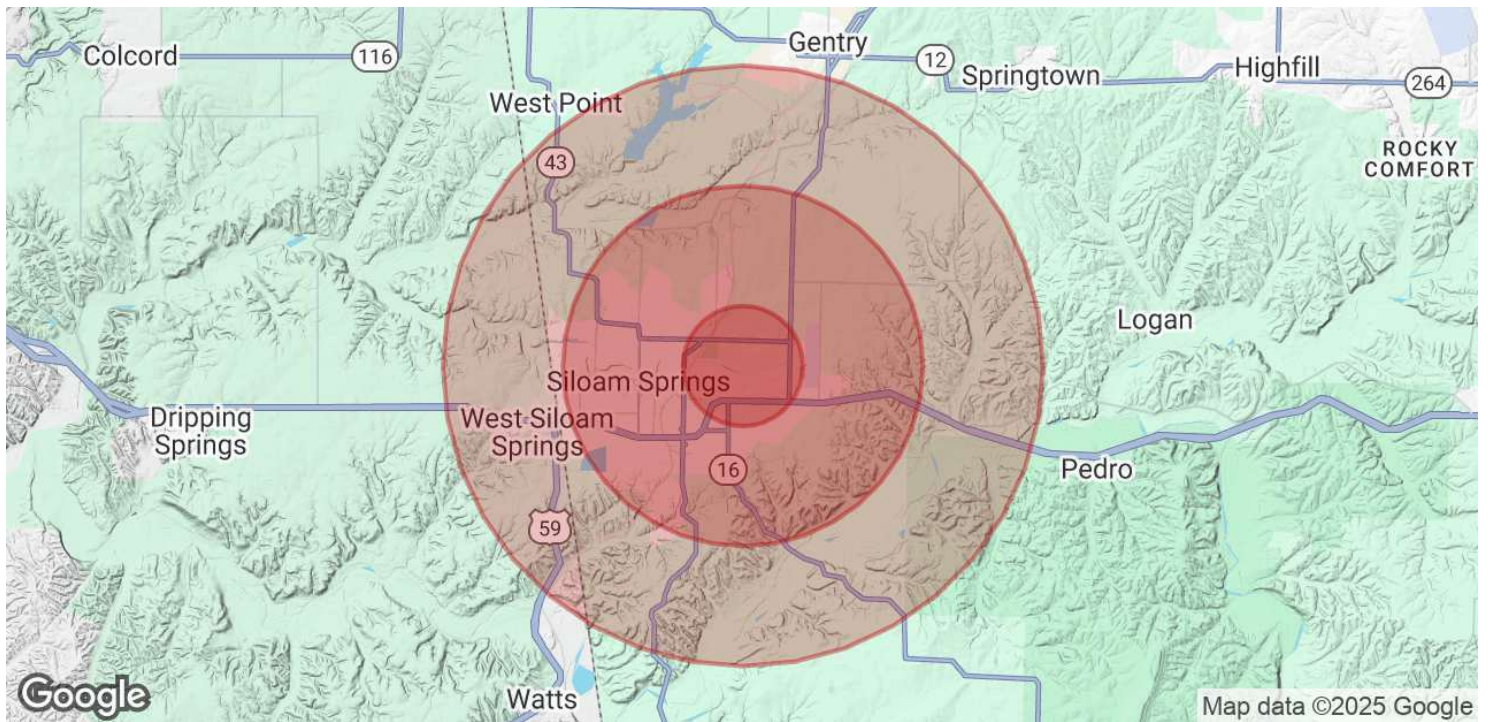 Gentry
Colcord
116
12
Springtown
Highfill
264
West Point
43
ROCKY
COMFORT
Logan
Siloam Springs
Dripping
Springs
West Siloam
Springs
16
Pedro
59
Watts
Google
Map data ©2025 Google